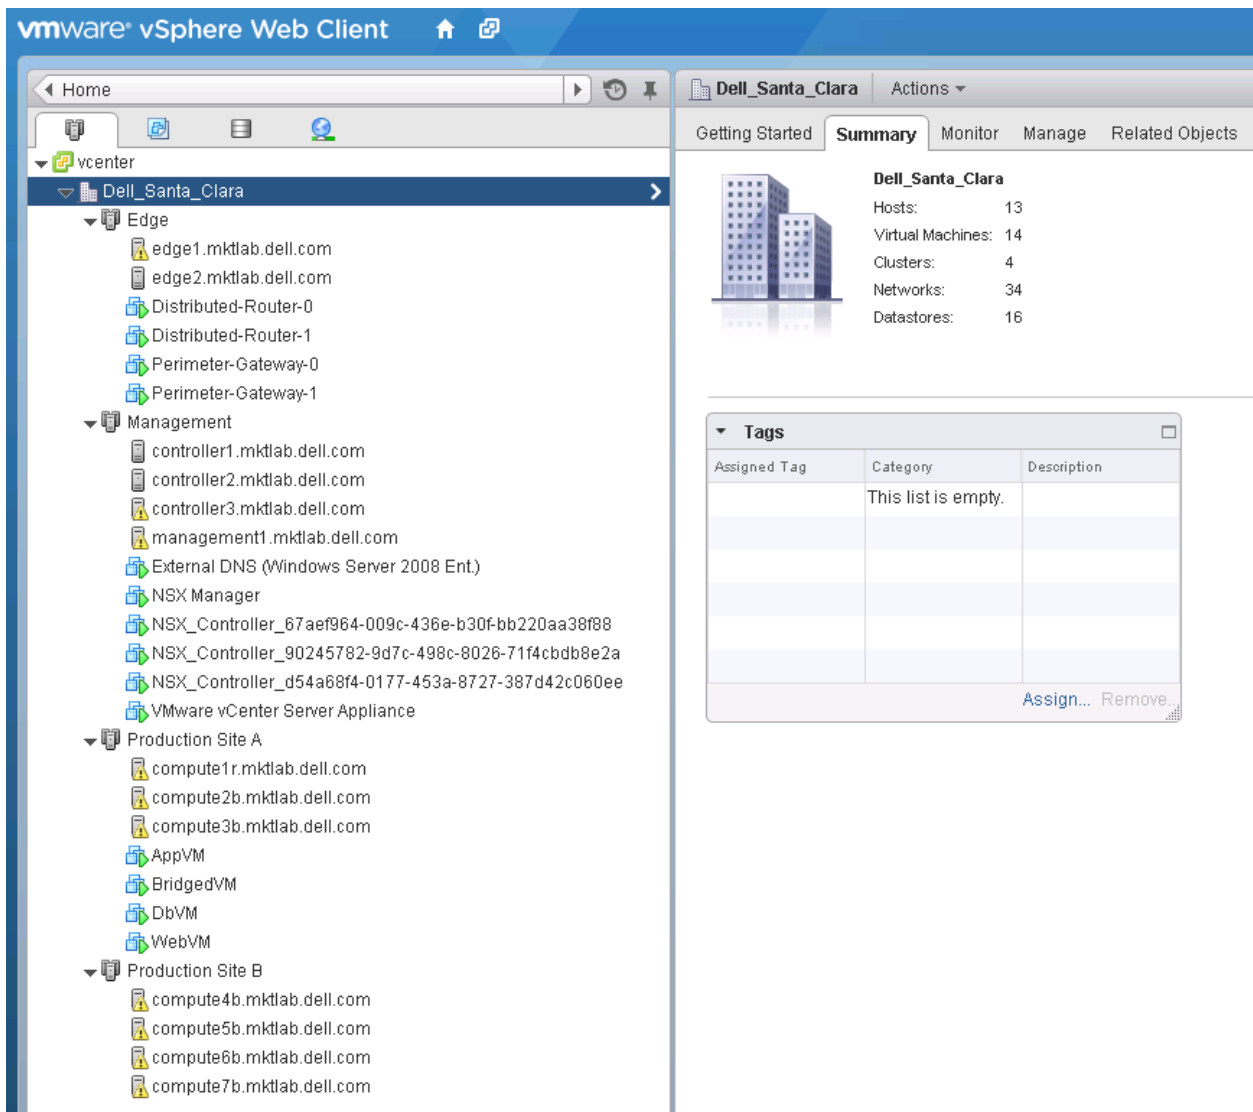 vmware® vSphere Web Client
Home
vcenter
Dell_Santa_Clara
Edge
edge1.mktlab.dell.com
edge2.mktlab.dell.com
Distributed-Router-0
Distributed-Router-1
Perimeter-Gateway-0
Perimeter-Gateway-1
Management
controller1.mktlab.dell.com
controller2.mktlab.dell.com
controller3.mktlab.dell.com
management1.mktlab.dell.com
External DNS (Windows Server 2008 Ent.)
NSX Manager
NSX_Controller_67aef964-009c-436e-b30f-bb220aa38f88
NSX_Controller_90245782-9d7c-498c-8026-71f4cbdb8e2a
NSX_Controller_d54a68f4-0177-453a-8727-387d42c060ee
VMware vCenter Server Appliance
Production Site A
compute1r.mktlab.dell.com
compute2b.mktlab.dell.com
compute3b.mktlab.dell.com
AppVM
BridgedVM
DbVM
WebVM
Production Site B
compute4b.mktlab.dell.com
compute5b.mktlab.dell.com
compute6b.mktlab.dell.com
compute7b.mktlab.dell.com
Dell_Santa_Clara Actions
Getting Started Summary Monitor Manage Related Objects
Dell_Santa_Clara
Hosts: 13
Virtual Machines: 14
Clusters: 4
Networks: 34
Datastores: 16
Tags
Assigned Tag Category Description
This list is empty.
Assign... Remove...